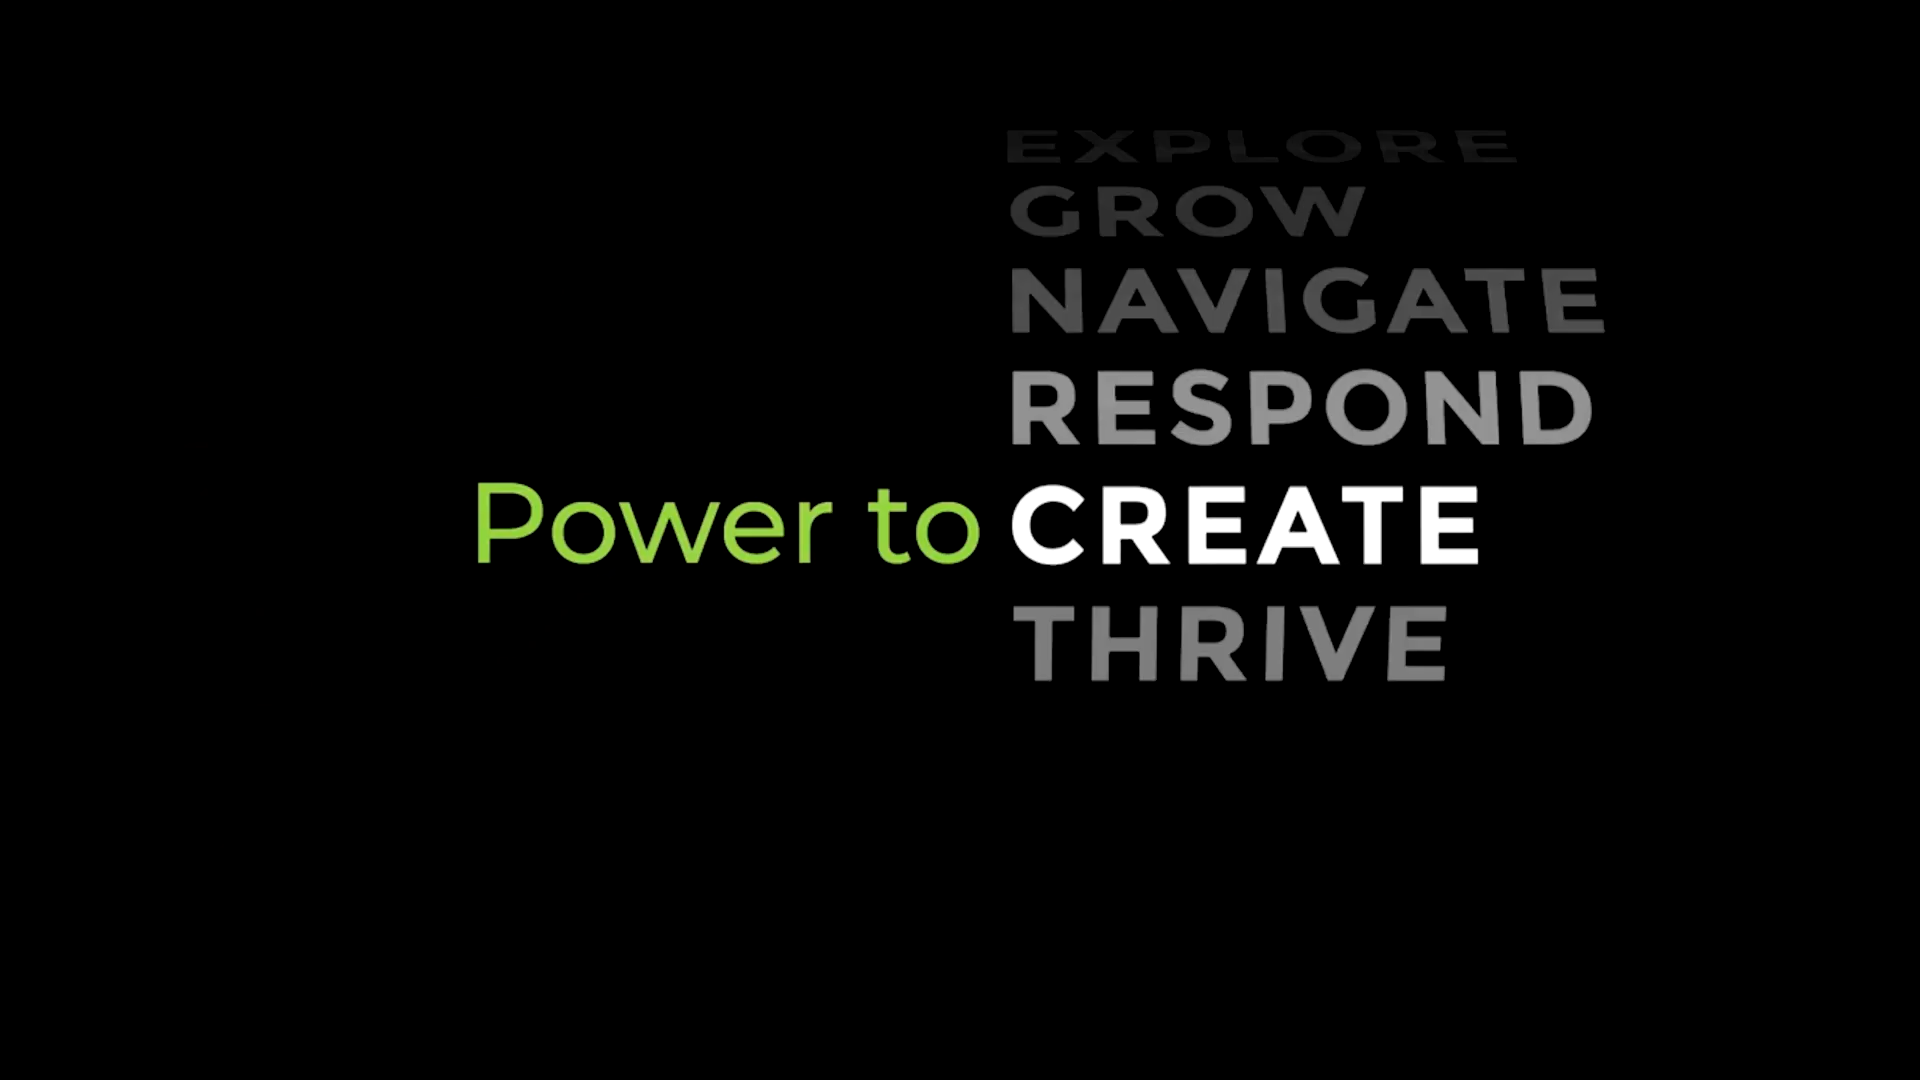 EXPLORE
GROW
NAVIGATE
RESPOND
Power to CREATE
THRIVE